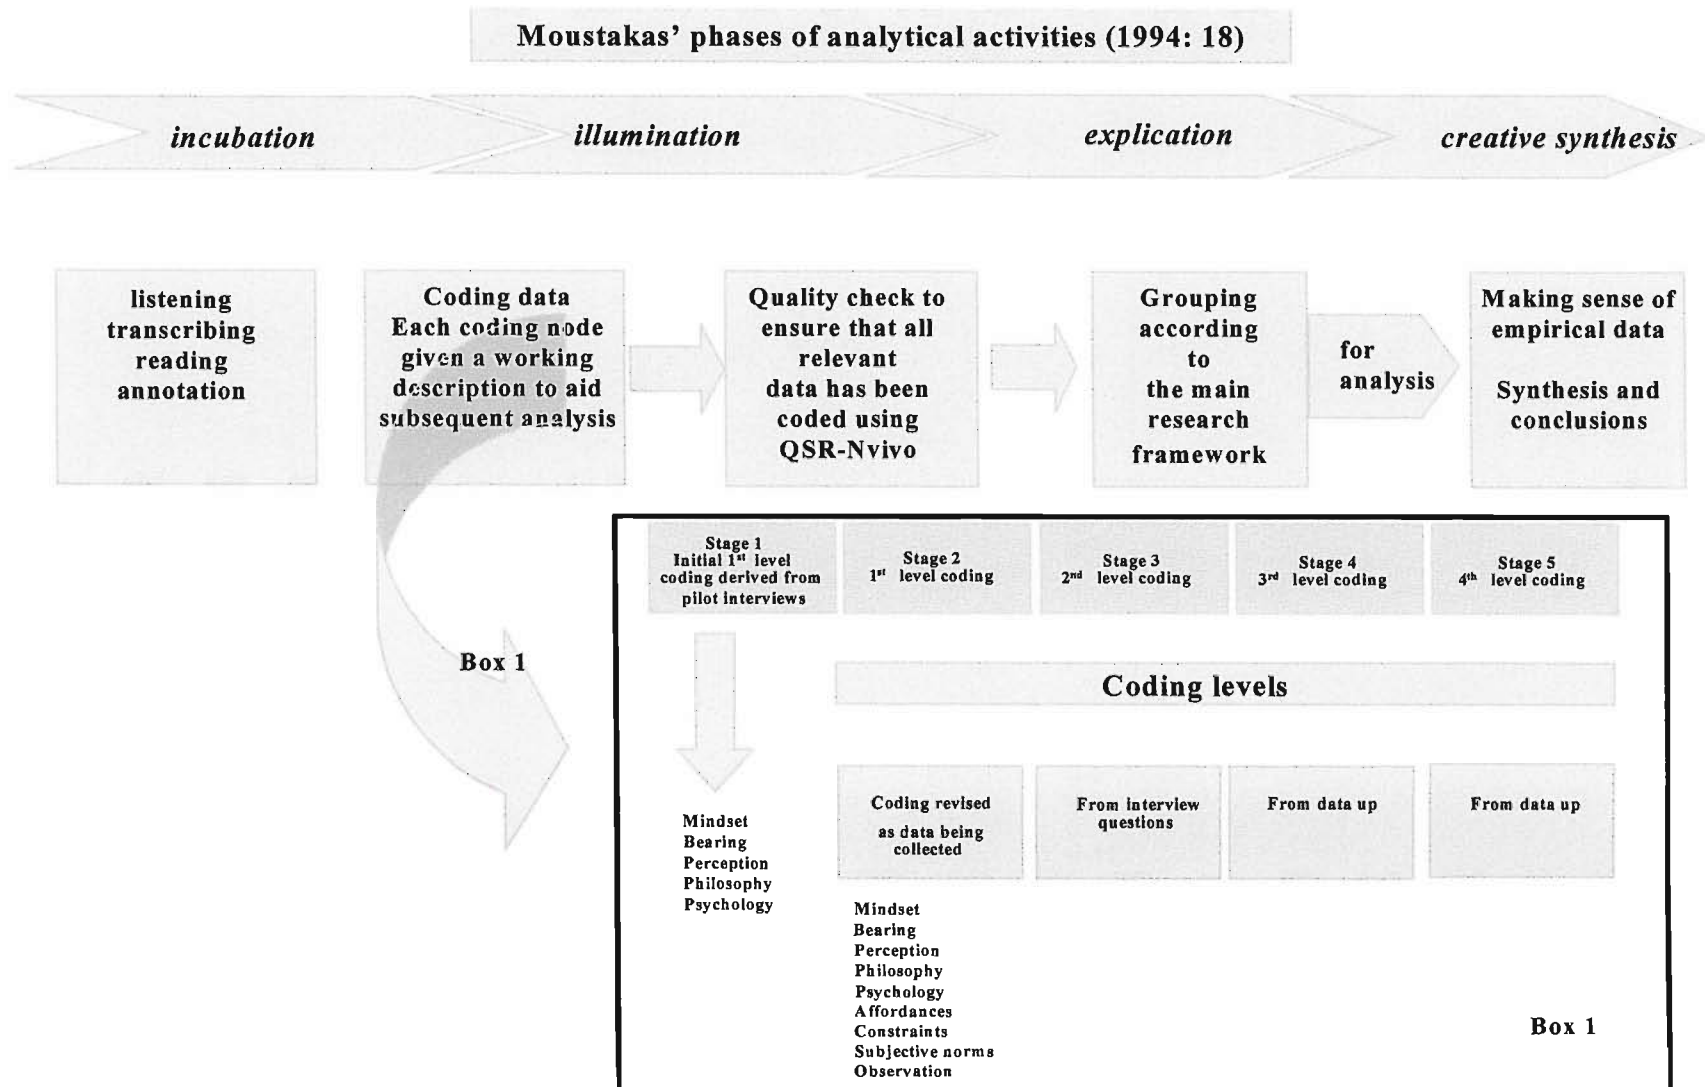 Moustakas’ phases of analytical activities (1994: 18)
incubation
illumination
explication
creative synthesis
listening
transcribing
reading
annotation
Coding data
Each coding node
given a working
description to aid
subsequent analysis
Quality check to
ensure that all
relevant
data has been
coded using
QSR-Nvivo
Grouping
according
to
the main
research
framework
for
analysis
Making sense of
empirical data
Synthesis and
conclusions
Box 1
Stage 1
Initial 1st level
coding derived from
pilot interviews
Stage 2
1st level coding
Stage 3
2nd level coding
Stage 4
3rd level coding
Stage 5
4th level coding
Coding levels
Mindset
Bearing
Perception
Philosophy
Psychology
Coding revised
as data being
collected
From interview
questions
From data up
From data up
Mindset
Bearing
Perception
Philosophy
Psychology
Affordances
Constraints
Subjective norms
Observation
Box 1